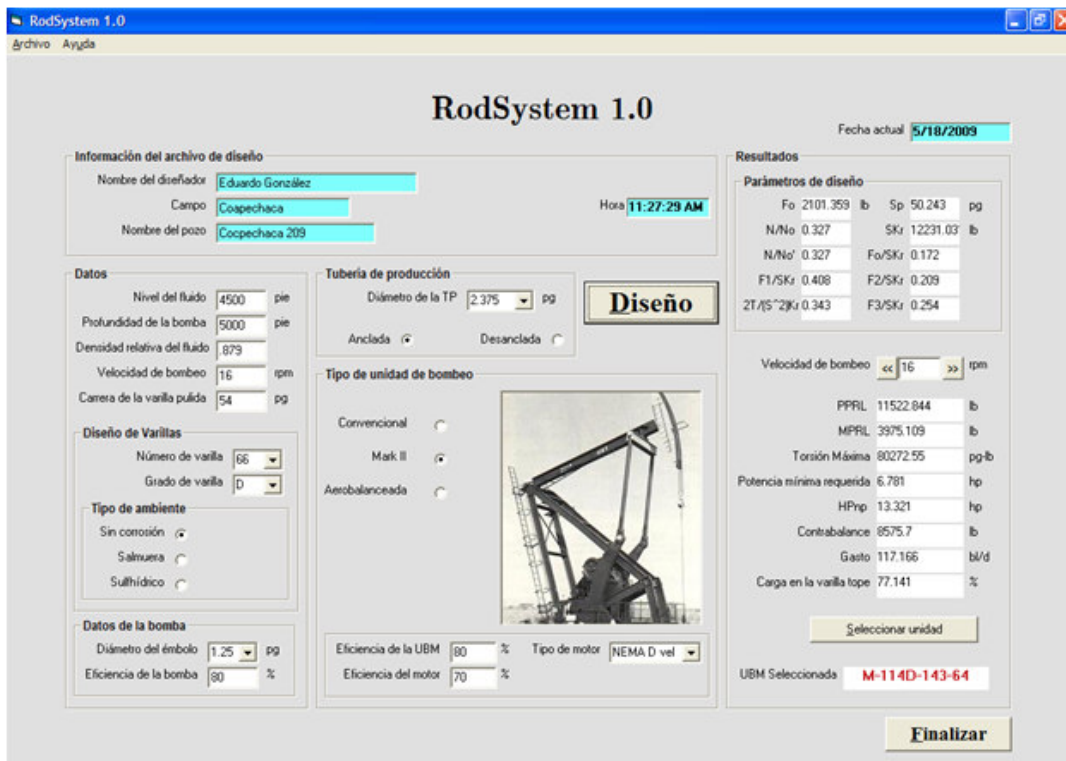 RodSystem 1.0
Archivo Ayuda
RodSystem 1.0
Fecha actual 5/18/2009
Información del archivo de diseño
Nombre del diseñador Eduardo González
Campo Coapechaca
Hora 11:27:29 AM
Nombre del pozo Cocpechaca 209
Datos
Nivel del fluido 4500 pie
Profundidad de la bomba 5000 pie
Densidad relativa del fluido .879
Velocidad de bombeo 16 rpm
Carrera de la varilla pulida 54 pg
Diseño de Varillas
Número de varilla 66
Grado de varilla D
Tipo de ambiente
Sin corrosión
Salmuera
Sulfhídrico
Datos de la bomba
Diámetro del émbolo 1.25 pg
Eficiencia de la bomba 80 %
Tubería de producción
Diámetro de la TP 2.375 pg
Anclada Desanclada
Diseño
Tipo de unidad de bombeo
Convencional
Mark II
Aerobalanceada
Eficiencia de la UBM 80 % Tipo de motor NEMA D vel
Eficiencia del motor 70 %
Resultados
Parámetros de diseño
Fo 2101.359 lb Sp 50.243 pg
N/No 0.327 SKr 12231.03 lb
N/No' 0.327 Fo/SKr 0.172
F1/SKr 0.408 F2/SKr 0.209
2T/(S^2)Kr 0.343 F3/SKr 0.254
Velocidad de bombeo << 16 >> rpm
PPRL 11522.844 lb
MPRL 3975.109 lb
Torsión Máxima 80272.55 pg-lb
Potencia mínima requerida 6.781 hp
HPnp 13.321 hp
Contrabalance 8575.7 lb
Gasto 117.166 bl/d
Carga en la varilla tope 77.141 %
Seleccionar unidad
UBM Seleccionada M-114D-143-64
Finalizar